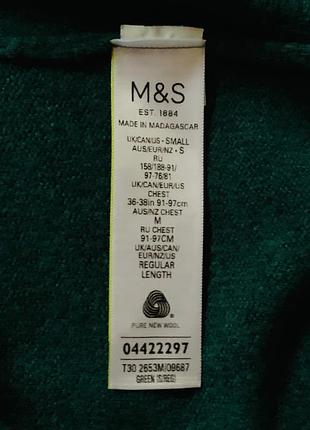 M&S
EST. 1884
MADE IN MADAGASCAR
UK/CAN/US - SMALL
AUS/EUR/NZ - S
RU
158/188-91/
97-76/81
UK/CAN/EUR/US
CHEST
36-38in 91-97cm
AUS/NZ CHEST
M
RU CHEST
91-97CM
UK/AUS/CAN/
EUR/NZ/US
REGULAR
LENGTH
PURE NEW WOOL
04422297
T30 2653M/09687
GREEN (S/REG)